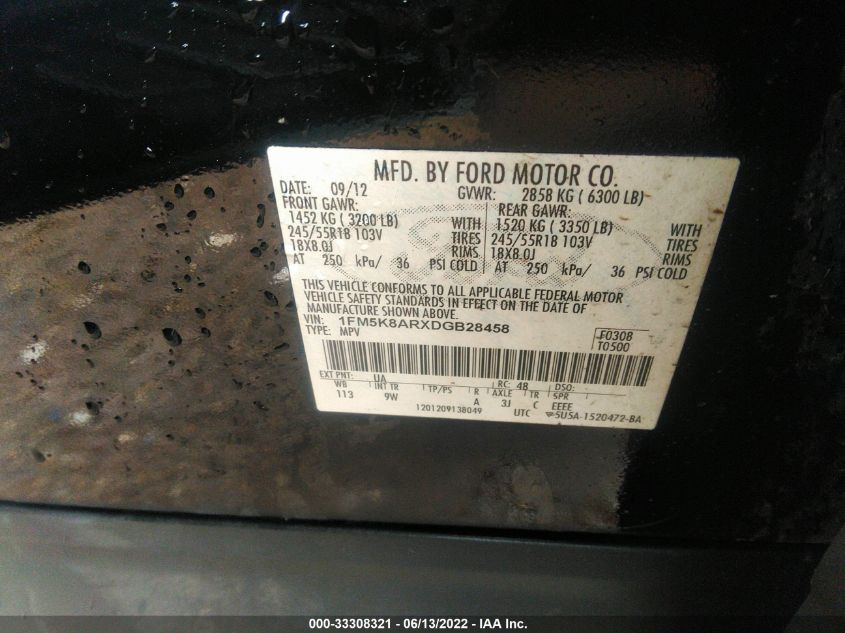 MFD. BY FORD MOTOR CO.
DATE: 09/12 GVWR: 2858 KG ( 6300 LB)
FRONT GAWR: REAR GAWR:
1452 KG ( 3200 LB) WITH 1520 KG ( 3350 LB) WITH
245/55R18 103V TIRES 245/55R18 103V TIRES
18X8.0J RIMS 18X8.0J RIMS
AT 250 kPa/ 36 PSI COLD AT 250 kPa/ 36 PSI COLD
THIS VEHICLE CONFORMS TO ALL APPLICABLE FEDERAL MOTOR
VEHICLE SAFETY STANDARDS IN EFFECT ON THE DATE OF
MANUFACTURE SHOWN ABOVE.
VIN: 1FM5K8ARXDGB28458
TYPE: MPV
F0308
T0500
EXT PNT: UA RC: 48 DSO:
WB INT TR TP/PS R AXLE TR SPR
113 9W A 3J C EEEE
1201209138049 UTC 5U5A-1520472-BA
000-33308321 / 06/13/2022 - IAA Inc.